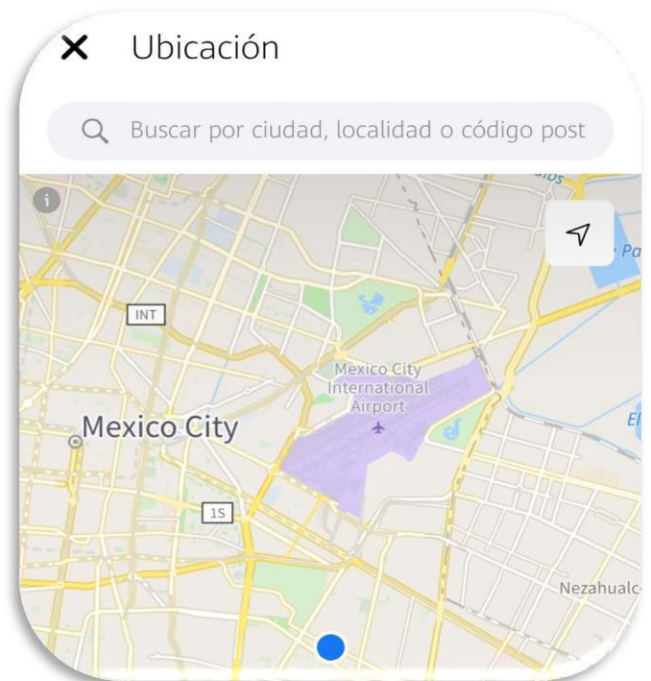 Ubicación
Buscar por ciudad, localidad o código post
INT
Mexico City
International
Airport
Mexico City
1S
Nezahualc